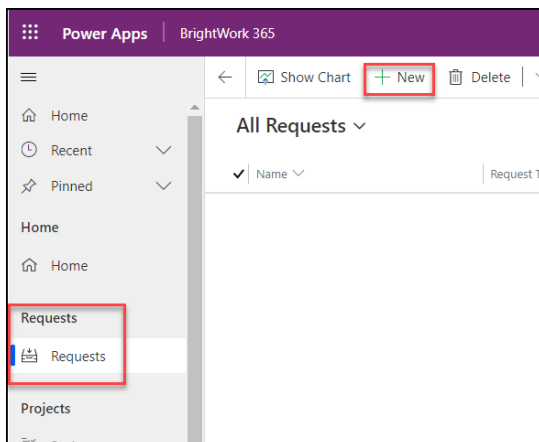 Power Apps BrightWork 365
Show Chart New Delete
Home
Recent
Pinned
All Requests
Name Request T
Home
Home
Requests
Requests
Projects